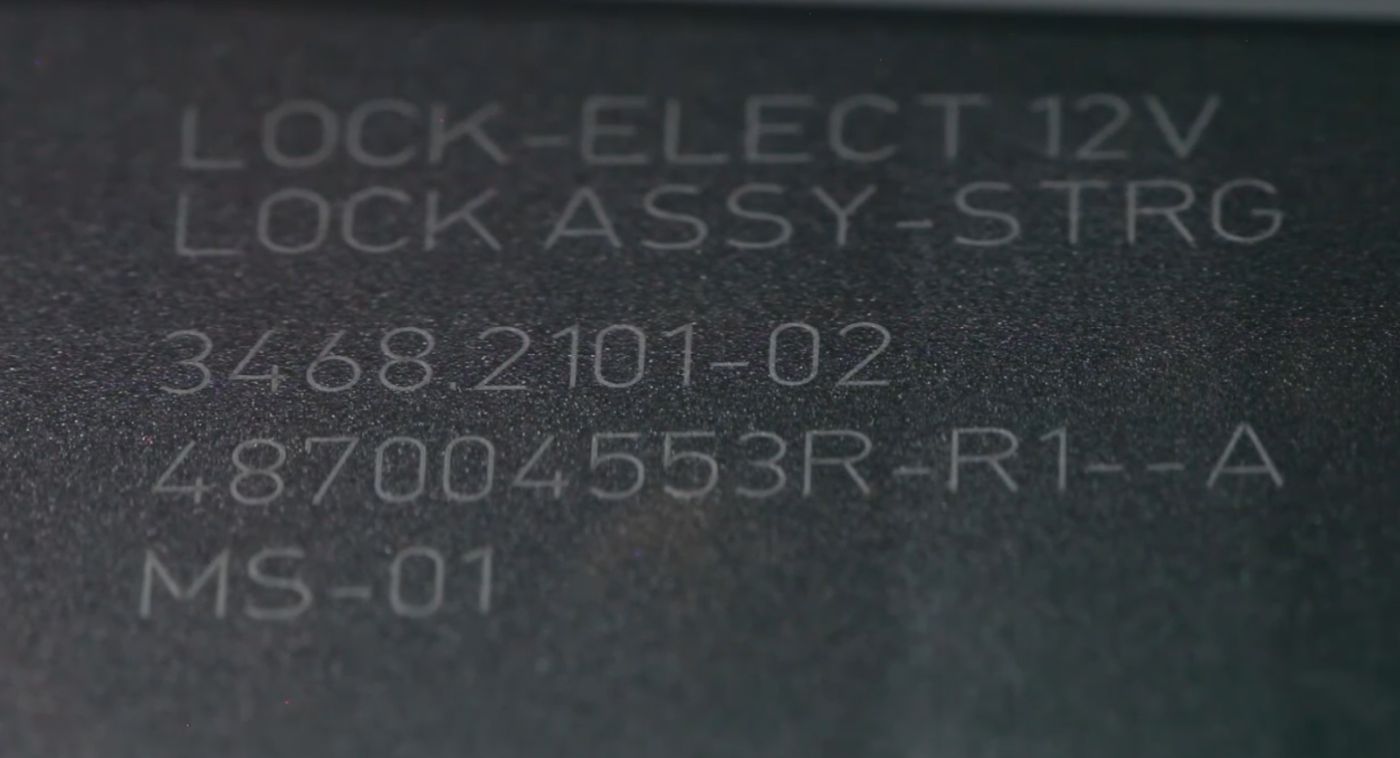 LOCK-ELECT 12V
LOCK ASSY-STRG
3468.2101-02
487004553R-R1--A
MS-01